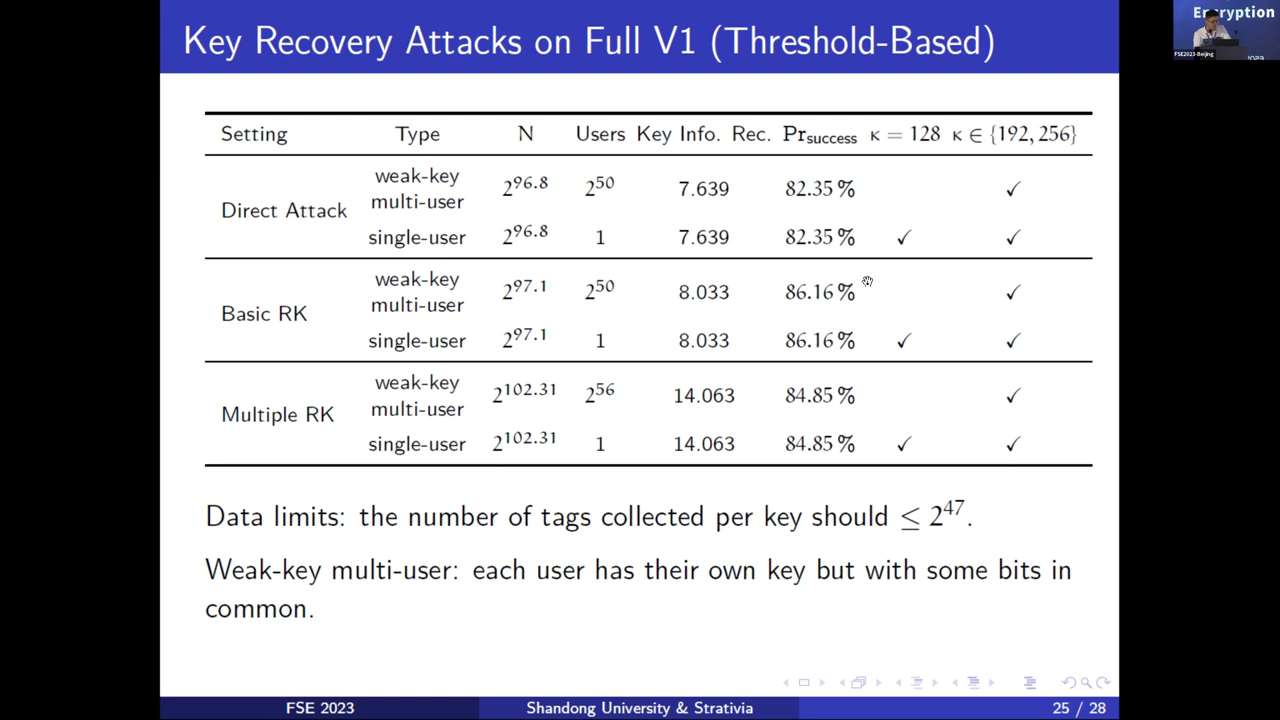 Key Recovery Attacks on Full V1 (Threshold-Based)
Encryption
FSE2023-Beijing
2023
Setting Type N Users Key Info. Rec. Pr_success κ = 128 κ ∈ {192, 256}
Direct Attack
weak-key
multi-user 2^96.8 2^50 7.639 82.35 % ✓
single-user 2^96.8 1 7.639 82.35 % ✓ ✓
Basic RK
weak-key
multi-user 2^97.1 2^50 8.033 86.16 % ✓
single-user 2^97.1 1 8.033 86.16 % ✓ ✓
Multiple RK
weak-key
multi-user 2^102.31 2^56 14.063 84.85 % ✓
single-user 2^102.31 1 14.063 84.85 % ✓ ✓
Data limits: the number of tags collected per key should ≤ 2^47.
Weak-key multi-user: each user has their own key but with some bits in
common.
FSE 2023 Shandong University & Strativia 25 / 28